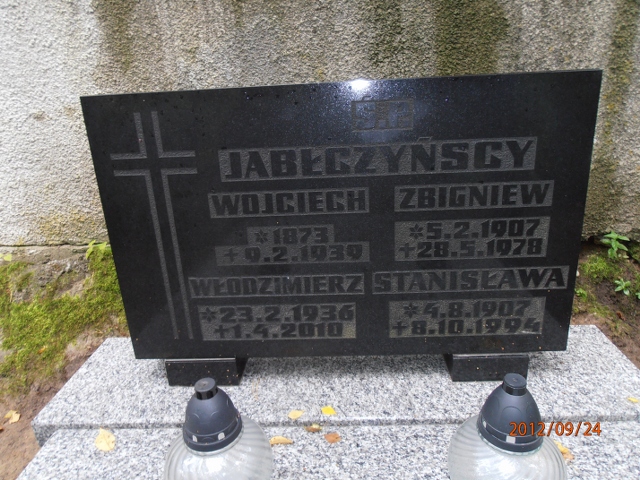 Ś.P.
JABŁCZYŃSCY
WOJCIECH ZBIGNIEW
*1873 *5.2.1907
+9.2.1939 +28.5.1978
WŁODZIMIERZ STANISŁAWA
*23.2.1936 *4.8.1907
+1.4.2010 +8.10.1994
2012/09/24